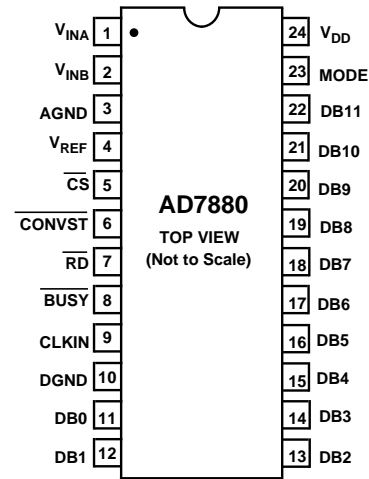 VINA 1
VINB 2
AGND 3
VREF 4
CS 5
CONVST 6
RD 7
BUSY 8
CLKIN 9
DGND 10
DB0 11
DB1 12
AD7880
TOP VIEW
(Not to Scale)
24 VDD
23 MODE
22 DB11
21 DB10
20 DB9
19 DB8
18 DB7
17 DB6
16 DB5
15 DB4
14 DB3
13 DB2